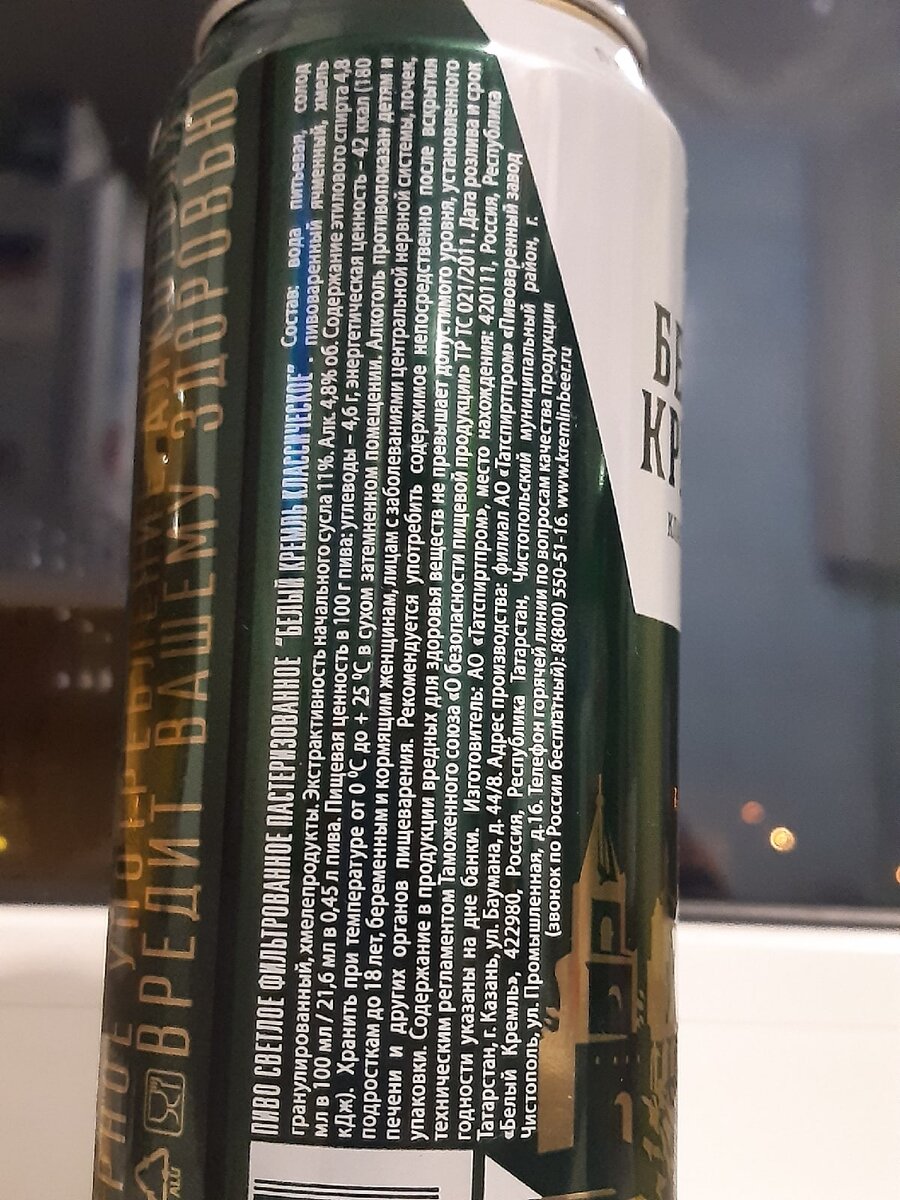 ВРЕДИТ ВАШЕМУ ЗДОРОВЬЮ
ПИВО СВЕТЛОЕ ФИЛЬТРОВАННОЕ ПАСТЕРИЗОВАННОЕ "БЕЛЫЙ КРЕМЛЬ КЛАССИЧЕСКОЕ". Состав: вода питьевая, солод
пивоваренный ячменный, хмель
гранулированный, хмелепродукты. Экстрактивность начального сусла 11%. Алк. 4,8% об. Содержание этилового спирта 4,8
мл в 100 мл / 21,6 мл в 0,45 л пива. Пищевая ценность в 100 г пива: углеводы - 4,6 г, энергетическая ценность - 42 ккал (180
кДж). Хранить при температуре от 0 °С до + 25 °С в сухом затемненном помещении. Алкоголь противопоказан детям и
подросткам до 18 лет, беременным и кормящим женщинам, лицам с заболеваниями центральной нервной системы, почек,
печени и других органов пищеварения. Рекомендуется употребить содержимое непосредственно после вскрытия
упаковки. Содержание в продукции вредных для здоровья веществ не превышает допустимого уровня, установленного
техническим регламентом Таможенного союза «О безопасности пищевой продукции» ТР ТС 021/2011. Дата розлива и срок
годности указаны на дне банки. Изготовитель: АО «Татспиртпром», место нахождения: 420111, Россия, Республика
Татарстан, г. Казань, ул. Баумана, д. 44/8. Адрес производства: филиал АО «Татспиртпром» «Пивоваренный завод
«Белый Кремль», 422980, Россия, Республика Татарстан, Чистопольский муниципальный район, г.
Чистополь, ул. Промышленная, д.16. Телефон горячей линии по вопросам качества продукции
(звонок по России бесплатный): 8(800) 550-51-16. www.kremlinbeer.ru
БЕ
КР